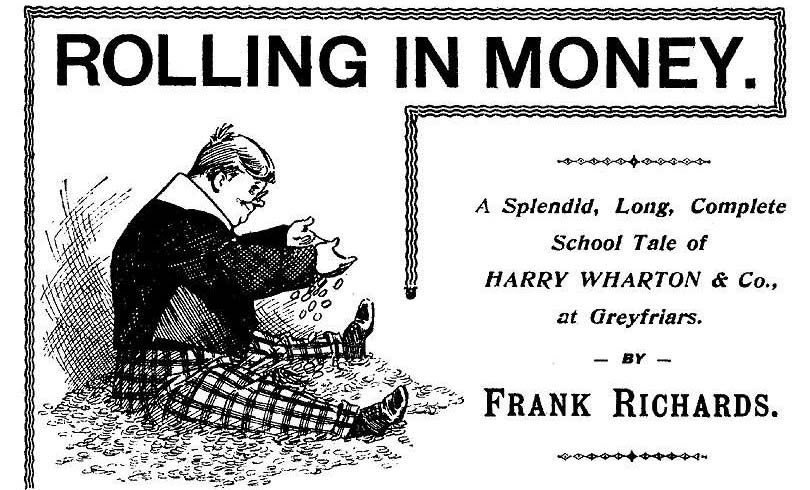 ROLLING IN MONEY.
A Splendid, Long, Complete
School Tale of
HARRY WHARTON & Co.,
at Greyfriars.
— BY —
FRANK RICHARDS.